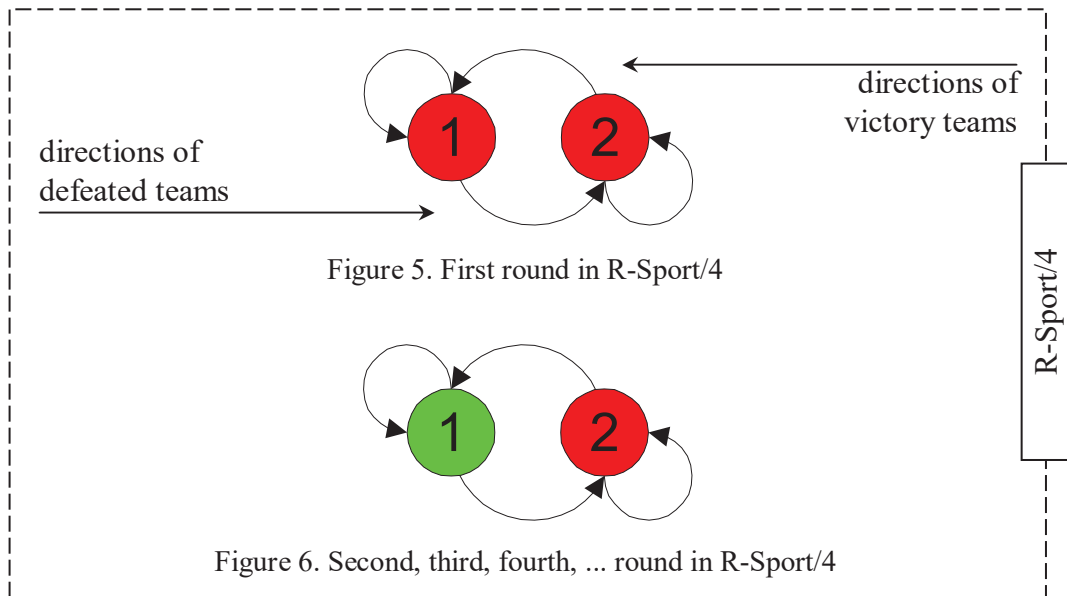 directions of
victory teams
1
2
directions of
defeated teams
Figure 5. First round in R-Sport/4
R-Sport/4
1
2
Figure 6. Second, third, fourth, ... round in R-Sport/4